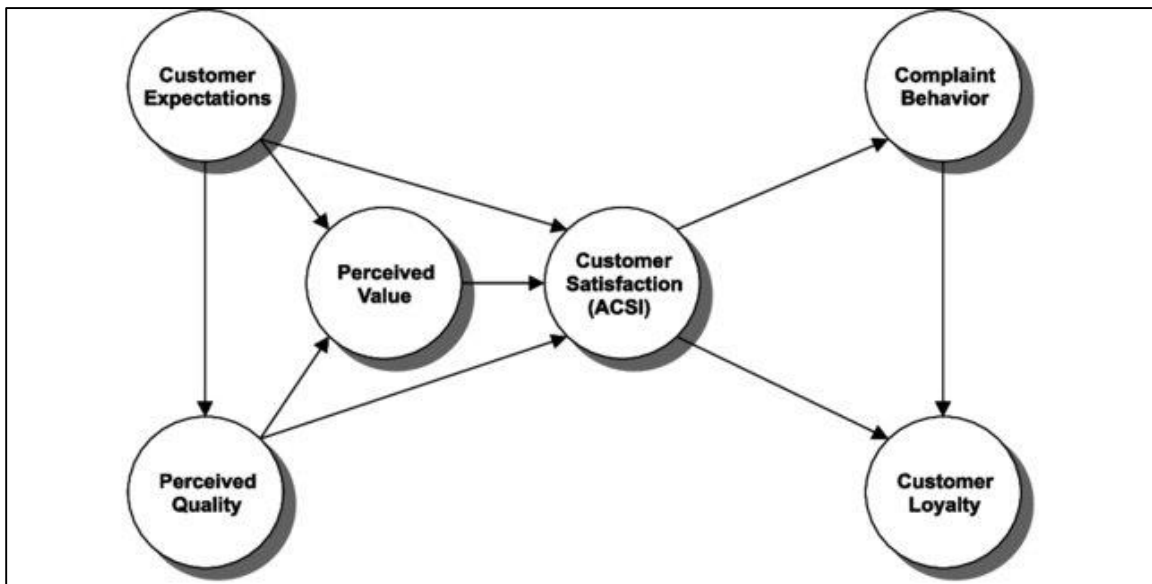 Customer
Expectations
Complaint
Behavior
Perceived
Value
Customer
Satisfaction
(ACSI)
Perceived
Quality
Customer
Loyalty